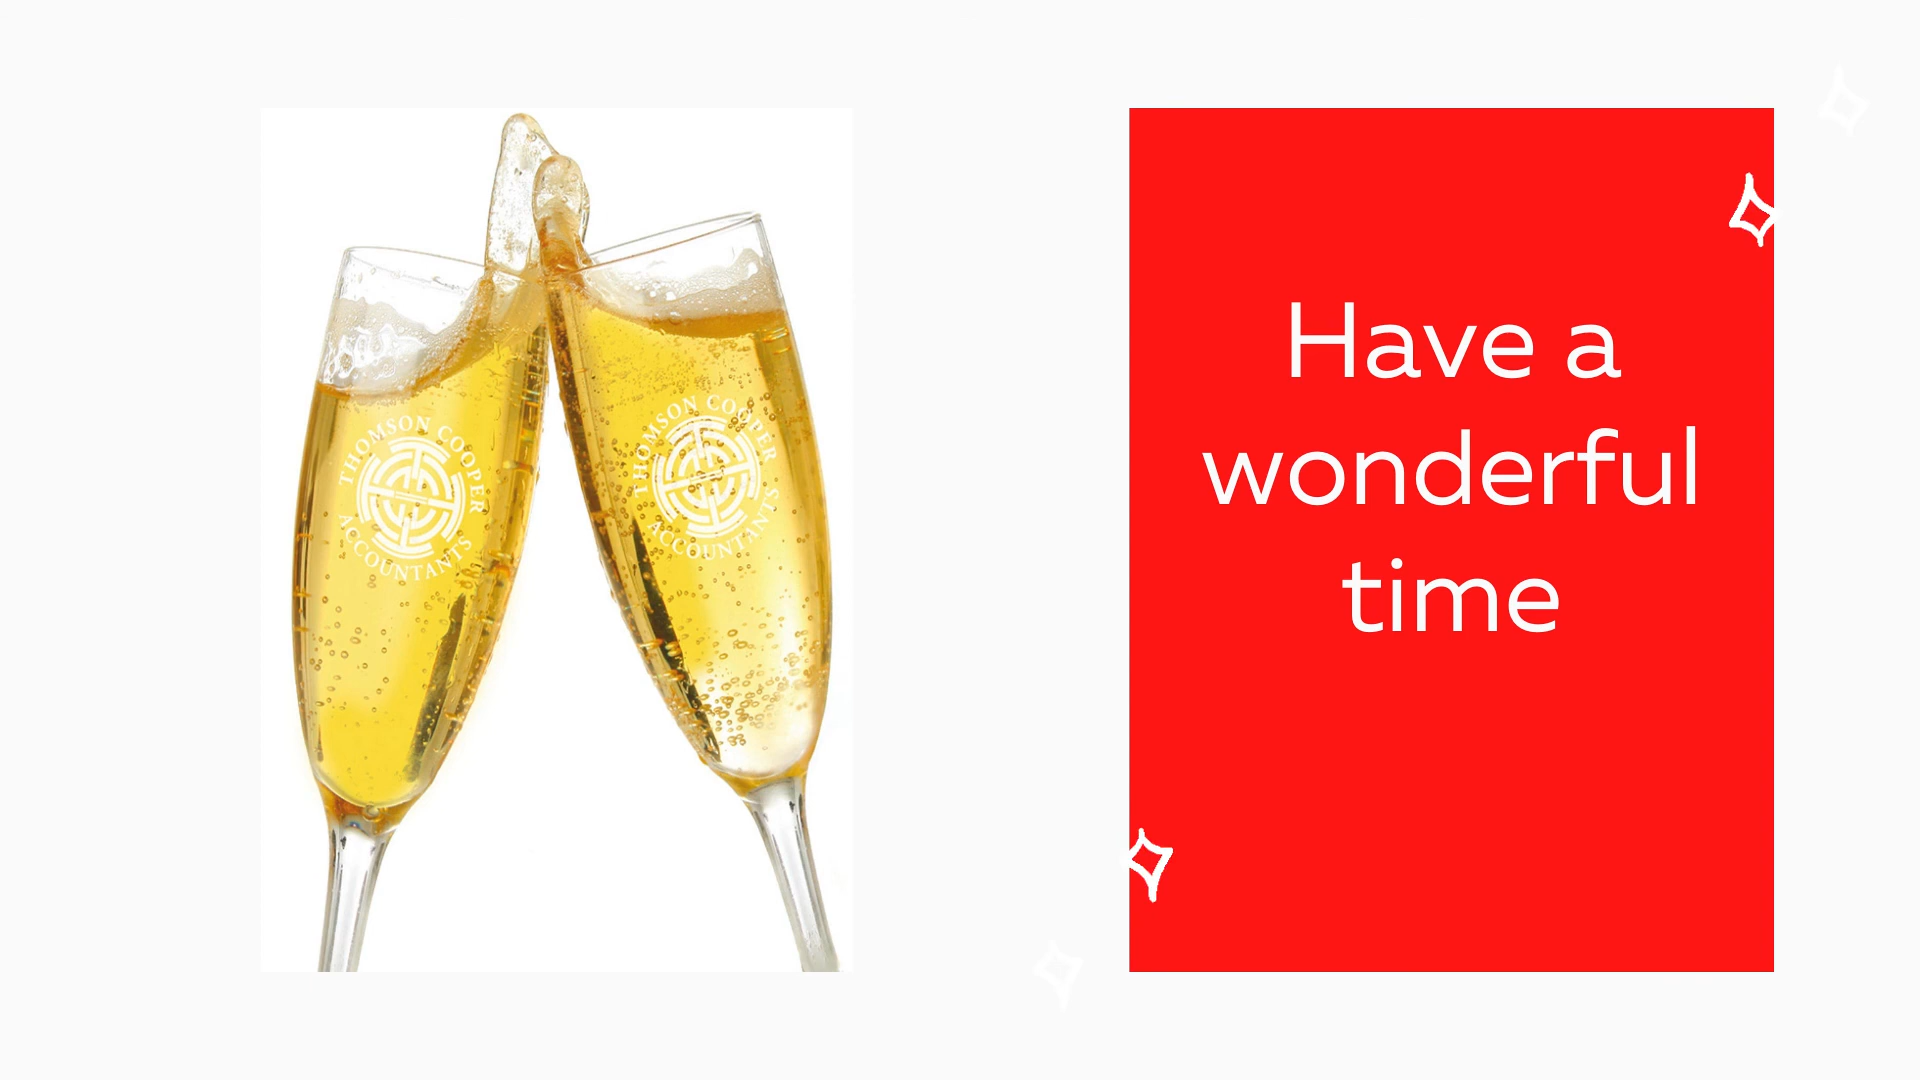 THOMSON COOPER
ACCOUNTANTS
THOMSON COOPER
ACCOUNTANTS
Have a
wonderful
time